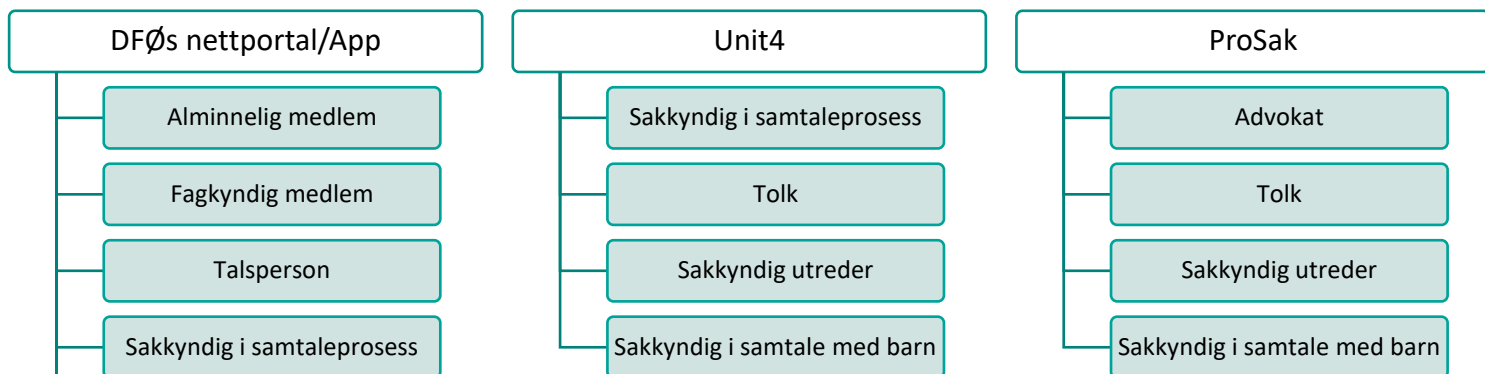 DFØs nettportal/App
Alminnelig medlem
Fagkyndig medlem
Talsperson
Sakkyndig i samtaleprosess
Unit4
Sakkyndig i samtaleprosess
Tolk
Sakkyndig utreder
Sakkyndig i samtale med barn
ProSak
Advokat
Tolk
Sakkyndig utreder
Sakkyndig i samtale med barn